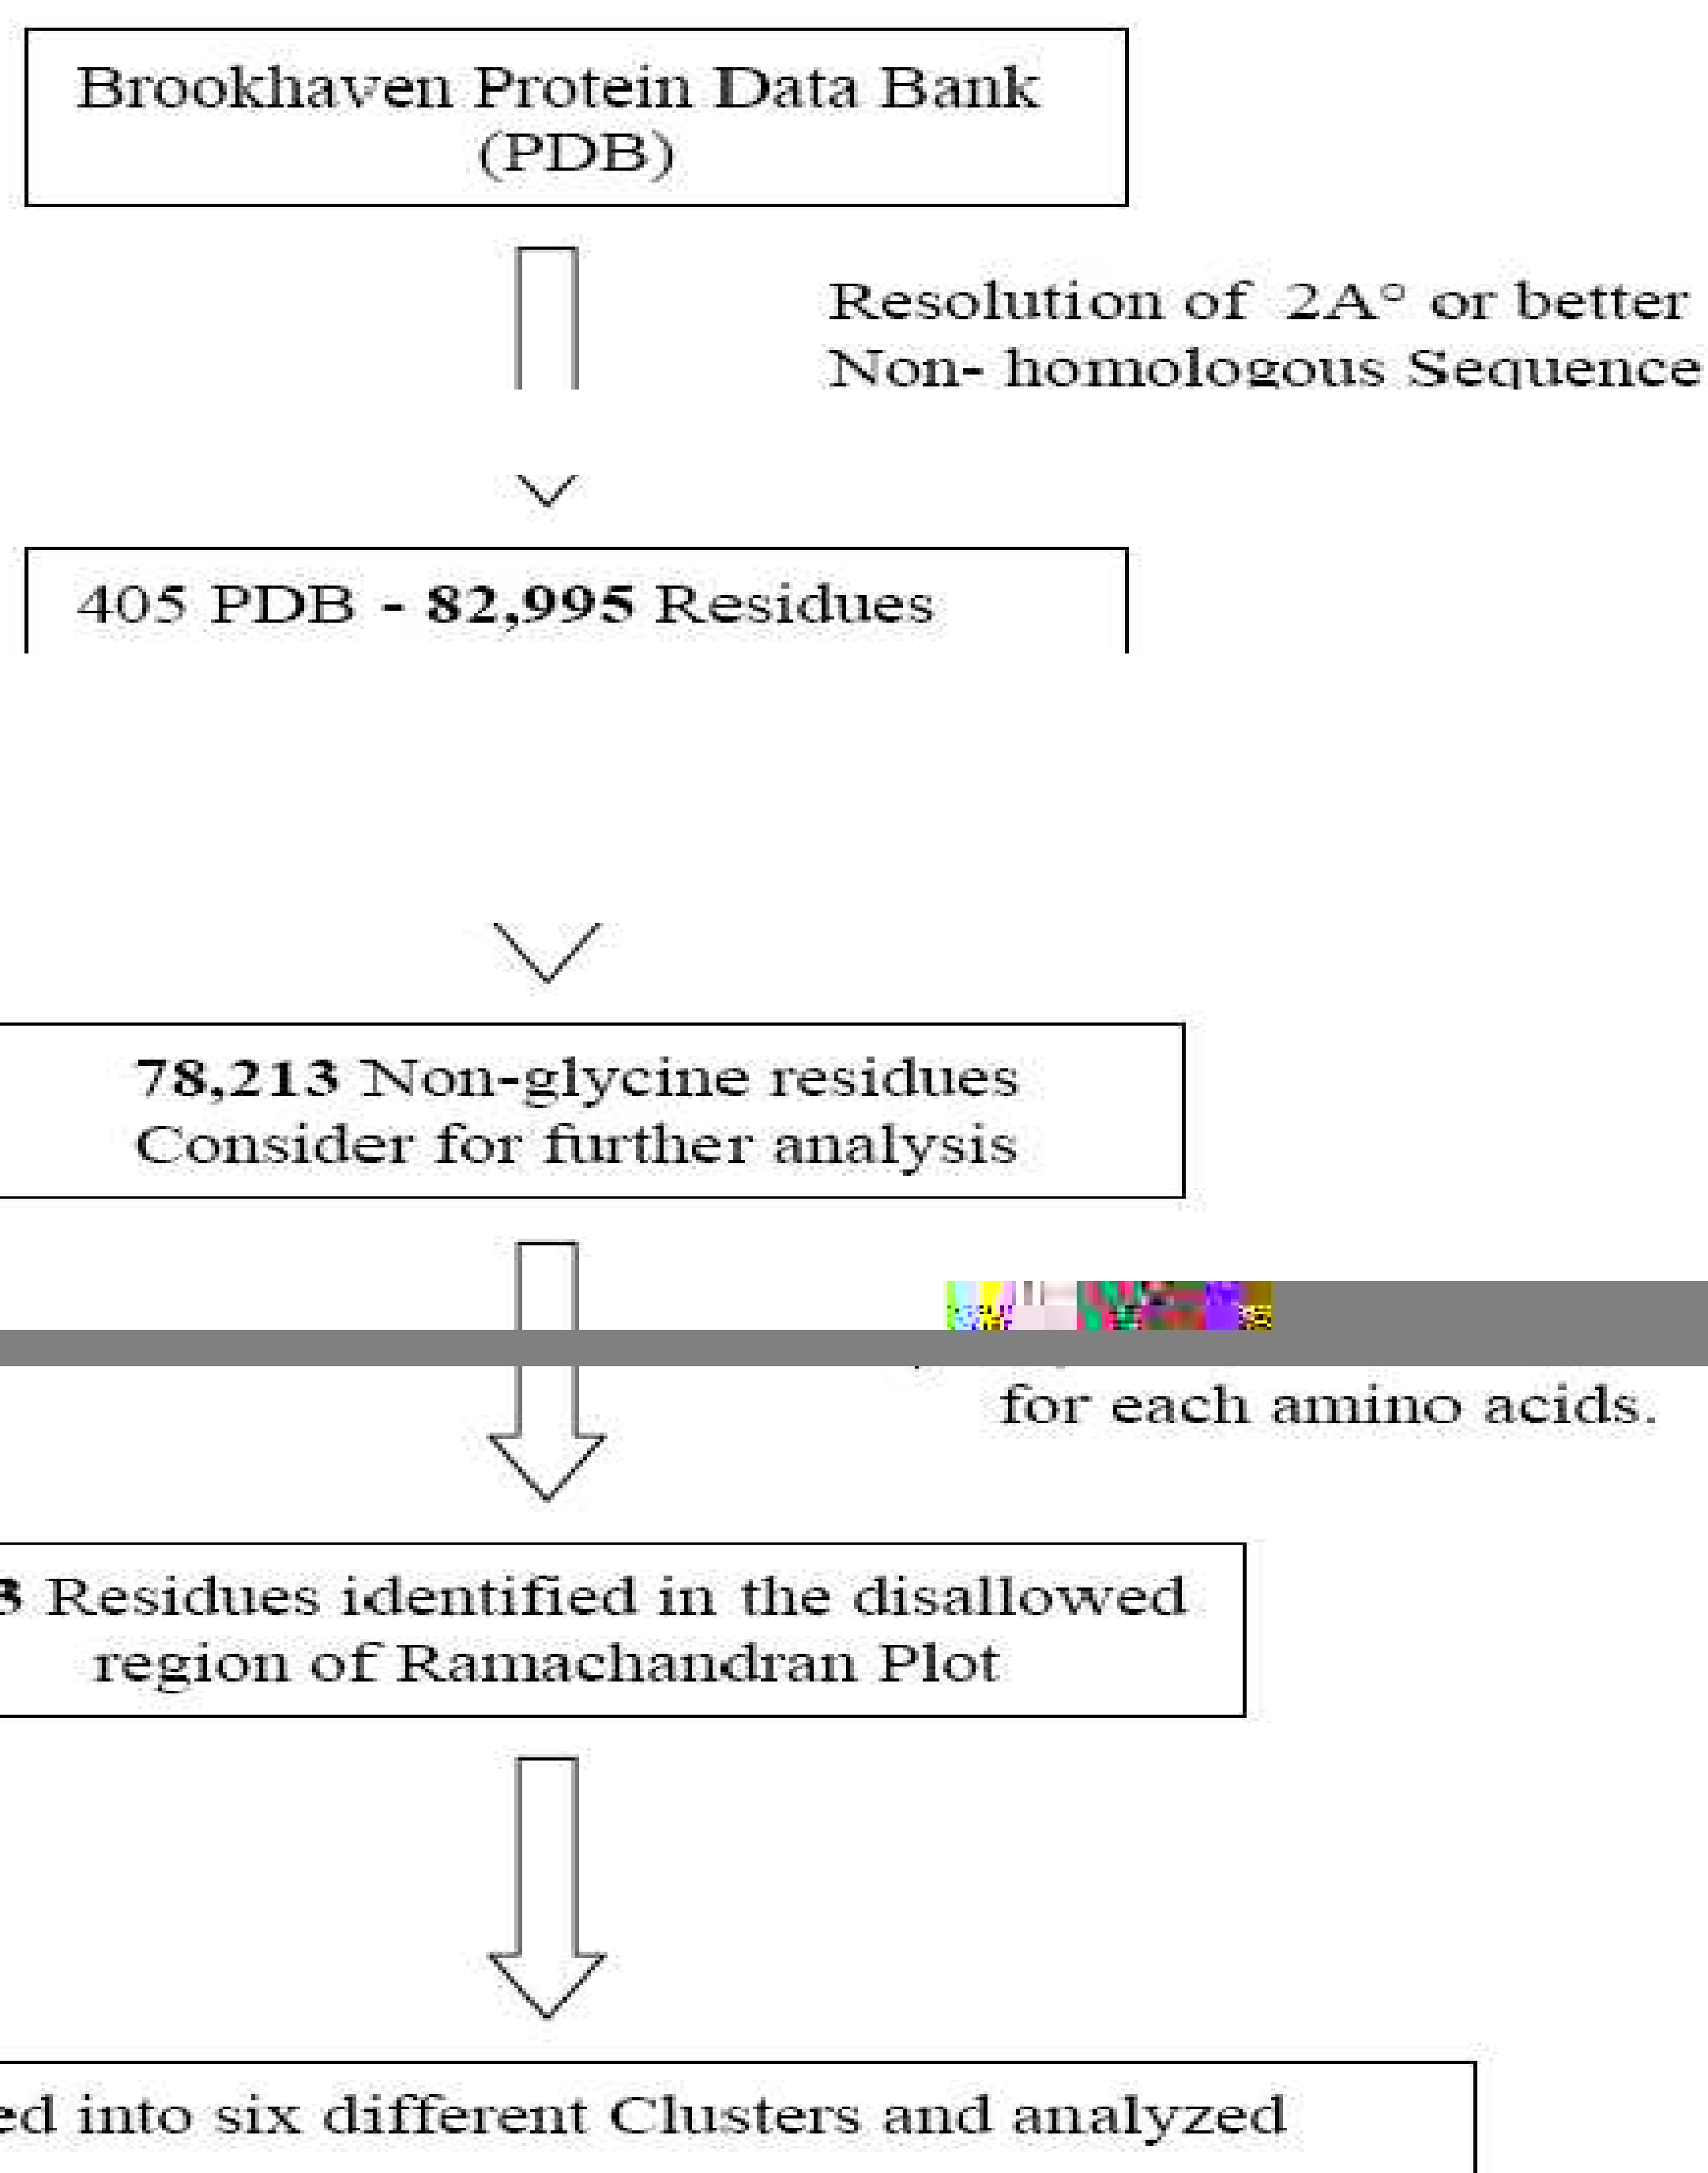 Brookhaven Protein Data Bank
(PDB)
Resolution of 2A° or better
Non- homologous Sequence
405 PDB - 82,995 Residues
78,213 Non-glycine residues
Consider for further analysis
for each amino acids.
Residues identified in the disallowed
region of Ramachandran Plot
into six different Clusters and analyzed